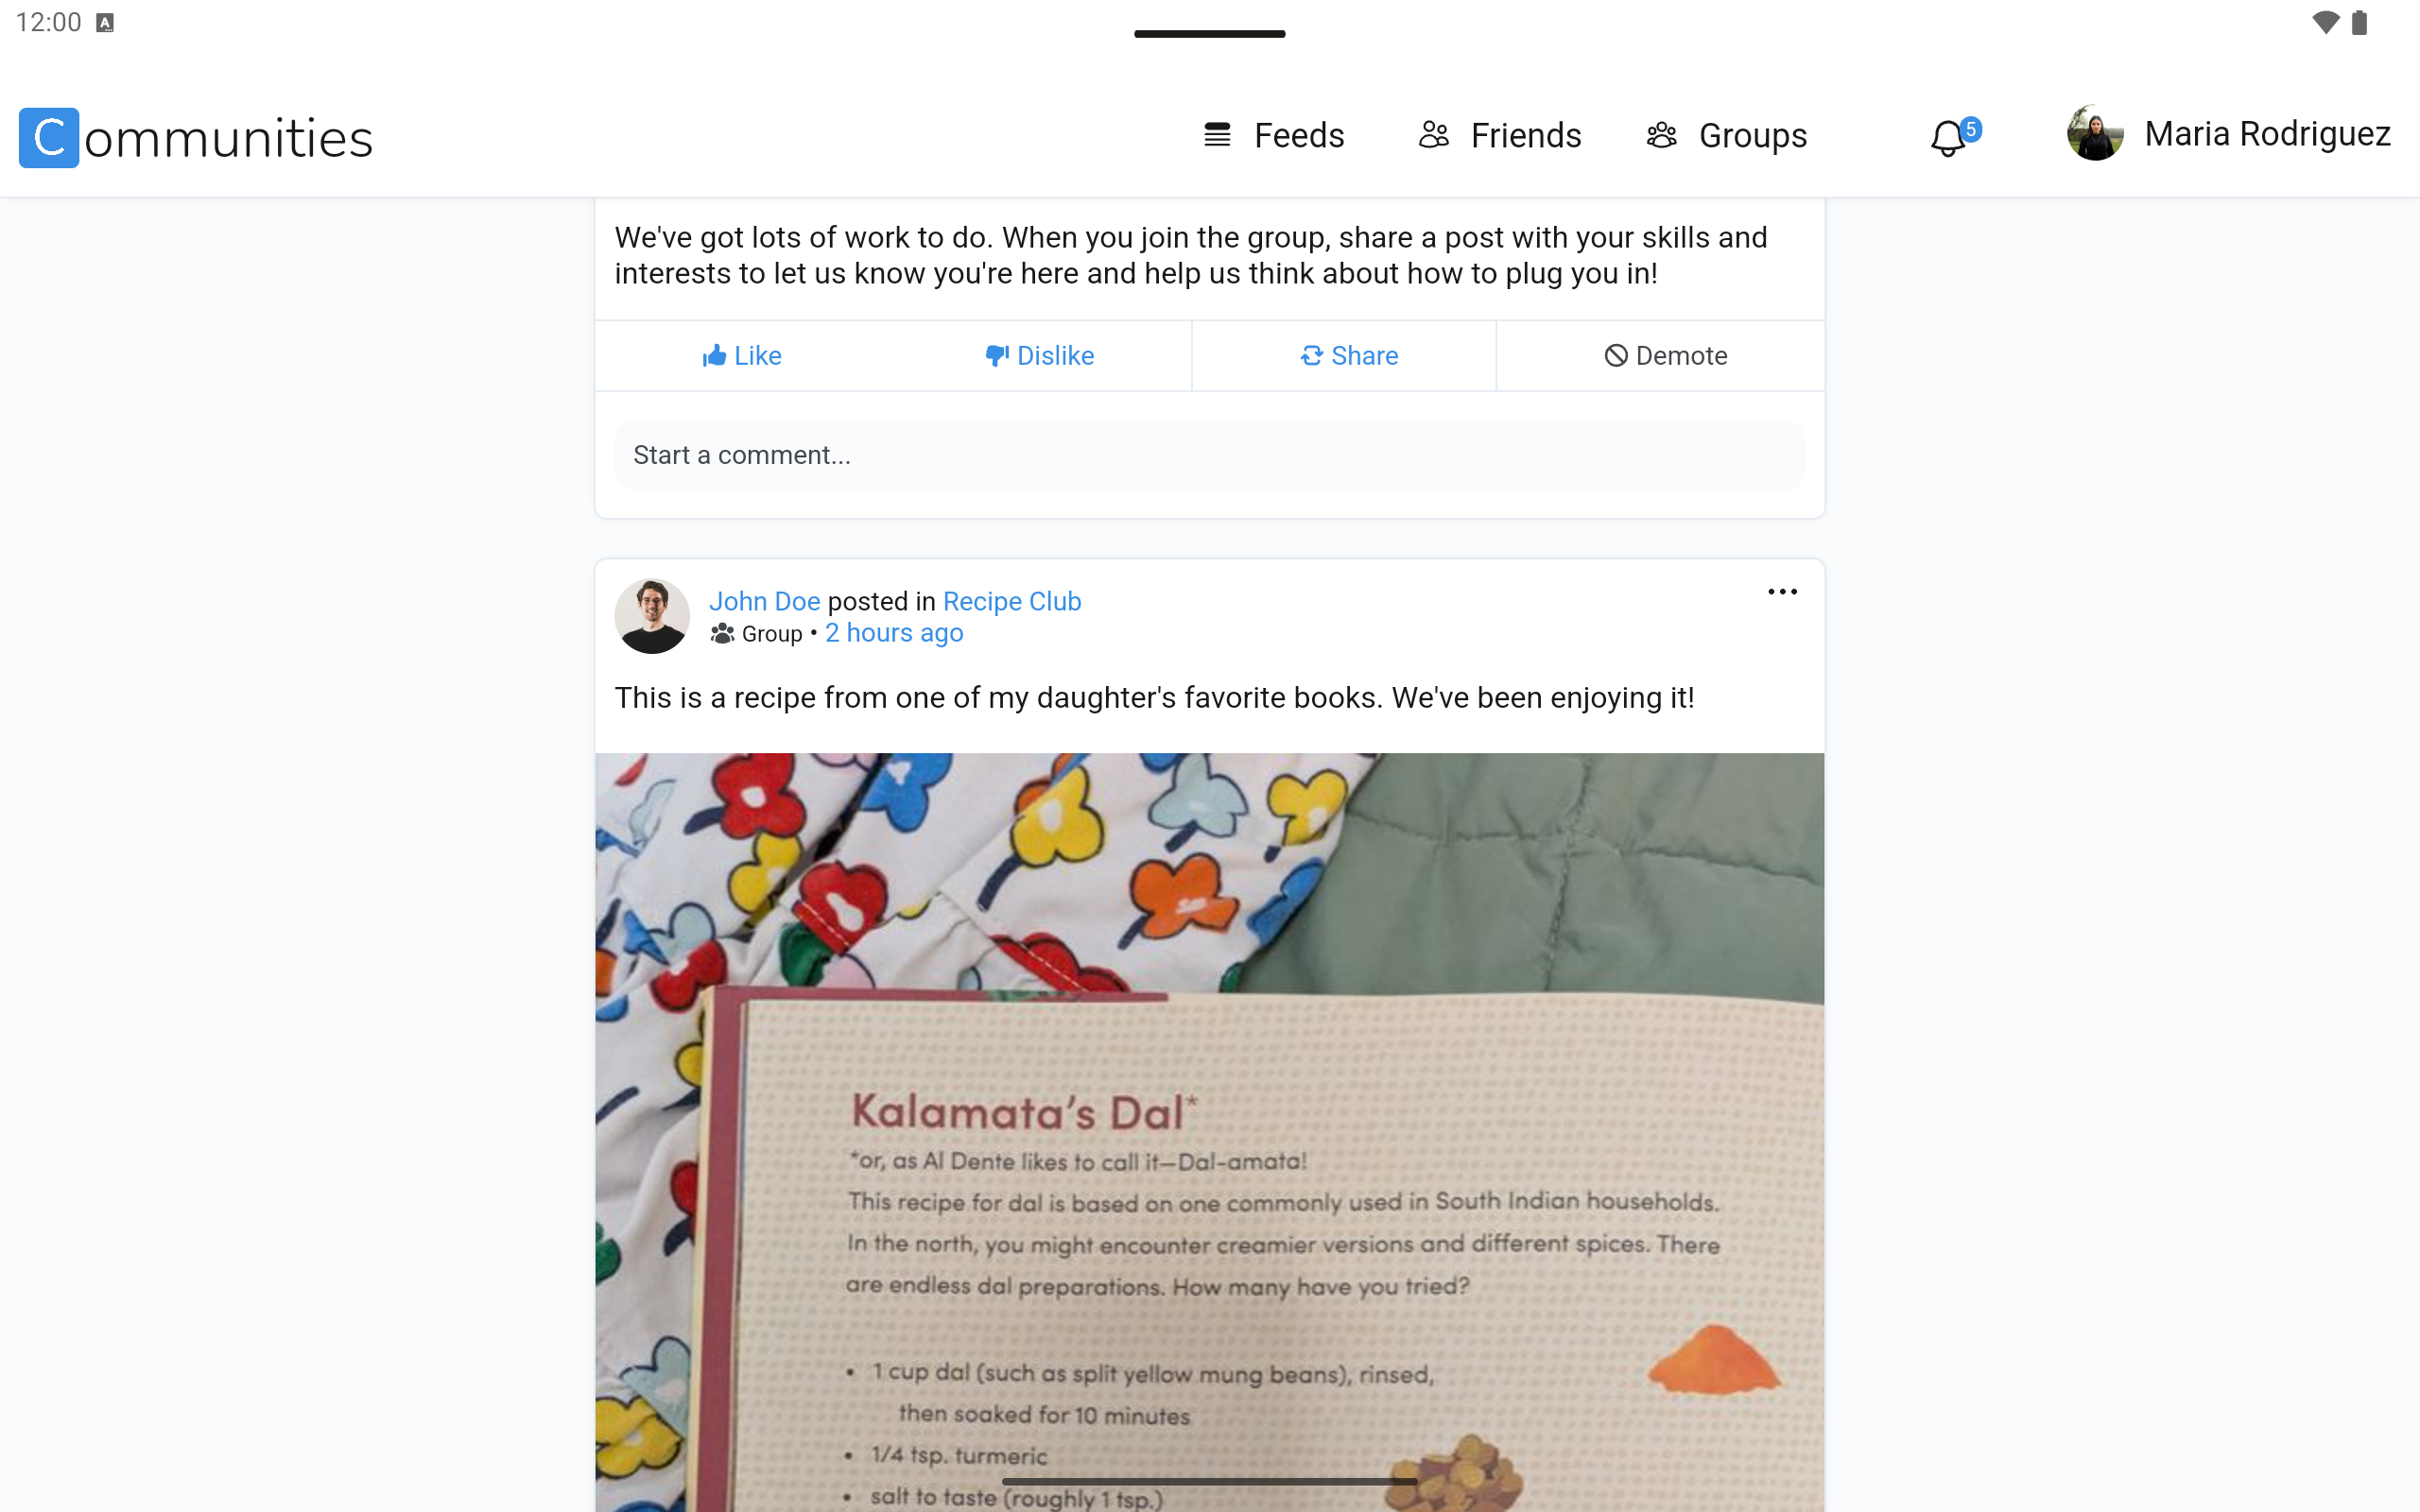 12:00
Communities
Feeds
Friends
Groups
5
Maria Rodriguez
We've got lots of work to do. When you join the group, share a post with your skills and
interests to let us know you're here and help us think about how to plug you in!
Like
Dislike
Share
Demote
Start a comment...
John Doe posted in Recipe Club
Group • 2 hours ago
This is a recipe from one of my daughter's favorite books. We've been enjoying it!
Kalamata's Dal*
*or, as Al Dente likes to call it—Dal-amata!
This recipe for dal is based on one commonly used in South Indian households.
In the north, you might encounter creamier versions and different spices. There
are endless dal preparations. How many have you tried?
• 1 cup dal (such as split yellow mung beans), rinsed,
then soaked for 10 minutes
• 1/4 tsp. turmeric
• salt to taste (roughly 1 tsp.)